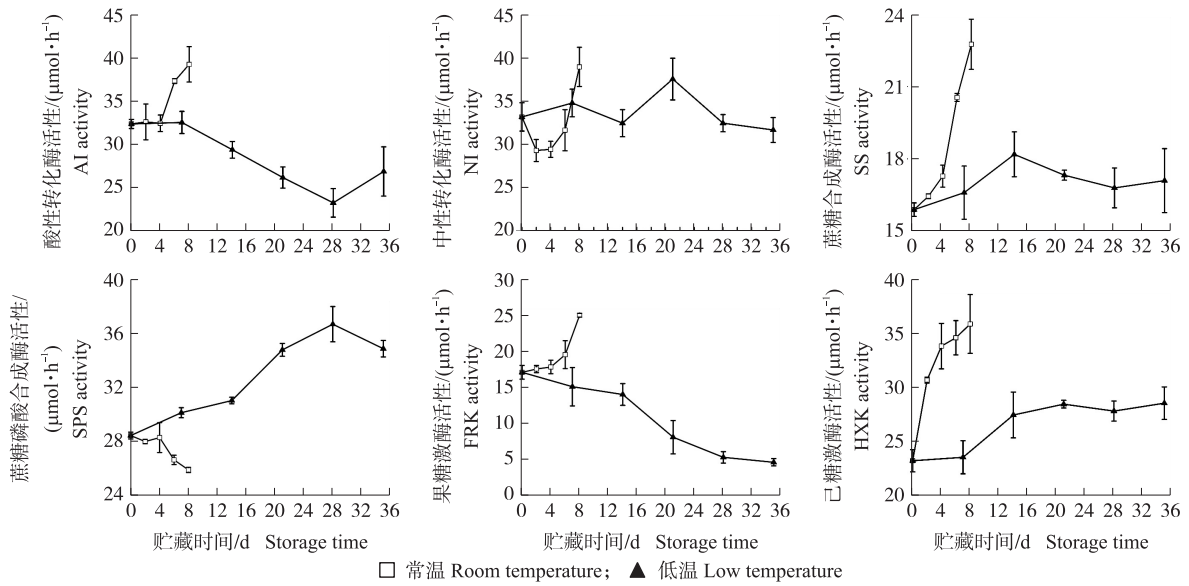 酸性转化酶活性/(μmol·h⁻¹)
AI activity
45
40
35
30
25
20
0 4 8 12 16 20 24 28 32 36
中性转化酶活性/(μmol·h⁻¹)
NI activity
45
40
35
30
25
20
0 4 8 12 16 20 24 28 32 36
蔗糖合成酶活性/(μmol·h⁻¹)
SS activity
24
21
18
15
0 4 8 12 16 20 24 28 32 36
蔗糖磷酸合成酶活性/
(μmol·h⁻¹)
SPS activity
40
36
32
28
24
0 4 8 12 16 20 24 28 32 36
贮藏时间/d Storage time
果糖激酶活性/(μmol·h⁻¹)
FRK activity
30
25
20
15
10
5
0
0 4 8 12 16 20 24 28 32 36
贮藏时间/d Storage time
己糖激酶活性/(μmol·h⁻¹)
HXK activity
40
35
30
25
20
0 4 8 12 16 20 24 28 32 36
贮藏时间/d Storage time
□ 常温 Room temperature; ▲ 低温 Low temperature